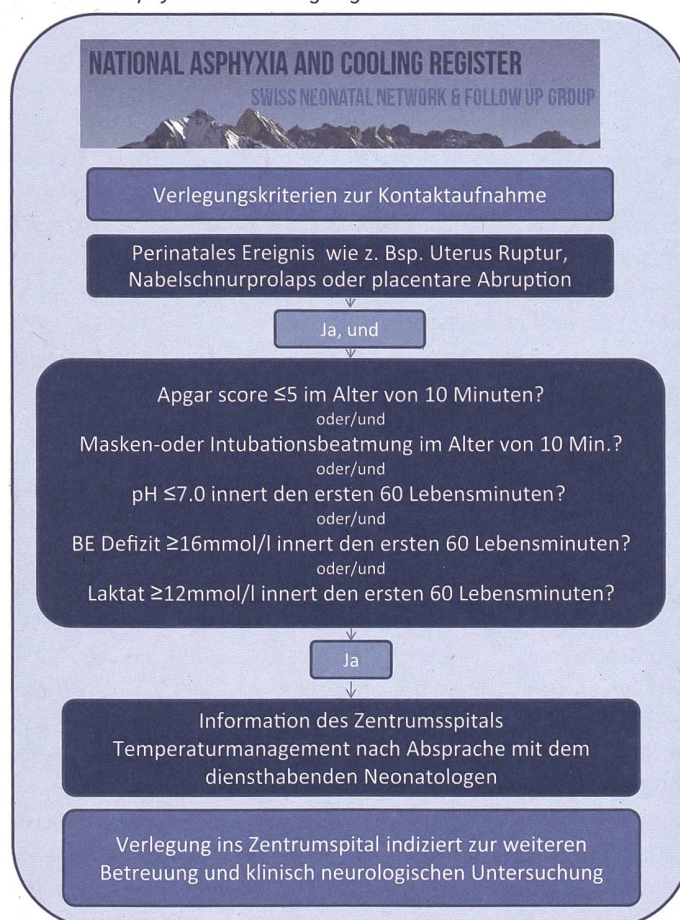 NATIONAL ASPHYXIA AND COOLING REGISTER
SWISS NEONATAL NETWORK & FOLLOW UP GROUP
Verlegungskriterien zur Kontaktaufnahme
Perinatales Ereignis wie z. Bsp. Uterus Ruptur,
Nabelschnurprolaps oder placentare Abruption
Ja, und
Apgar score ≤5 im Alter von 10 Minuten?
oder/und
Masken-oder Intubationsbeatmung im Alter von 10 Min.?
oder/und
pH ≤7.0 innert den ersten 60 Lebensminuten?
oder/und
BE Defizit ≥16mmol/l innert den ersten 60 Lebensminuten?
oder/und
Laktat ≥12mmol/l innert den ersten 60 Lebensminuten?
Ja
Information des Zentrumsspitals
Temperaturmanagement nach Absprache mit dem
diensthabenden Neonatologen
Verlegung ins Zentrumspital indiziert zur weiteren
Betreuung und klinisch neurologischen Untersuchung